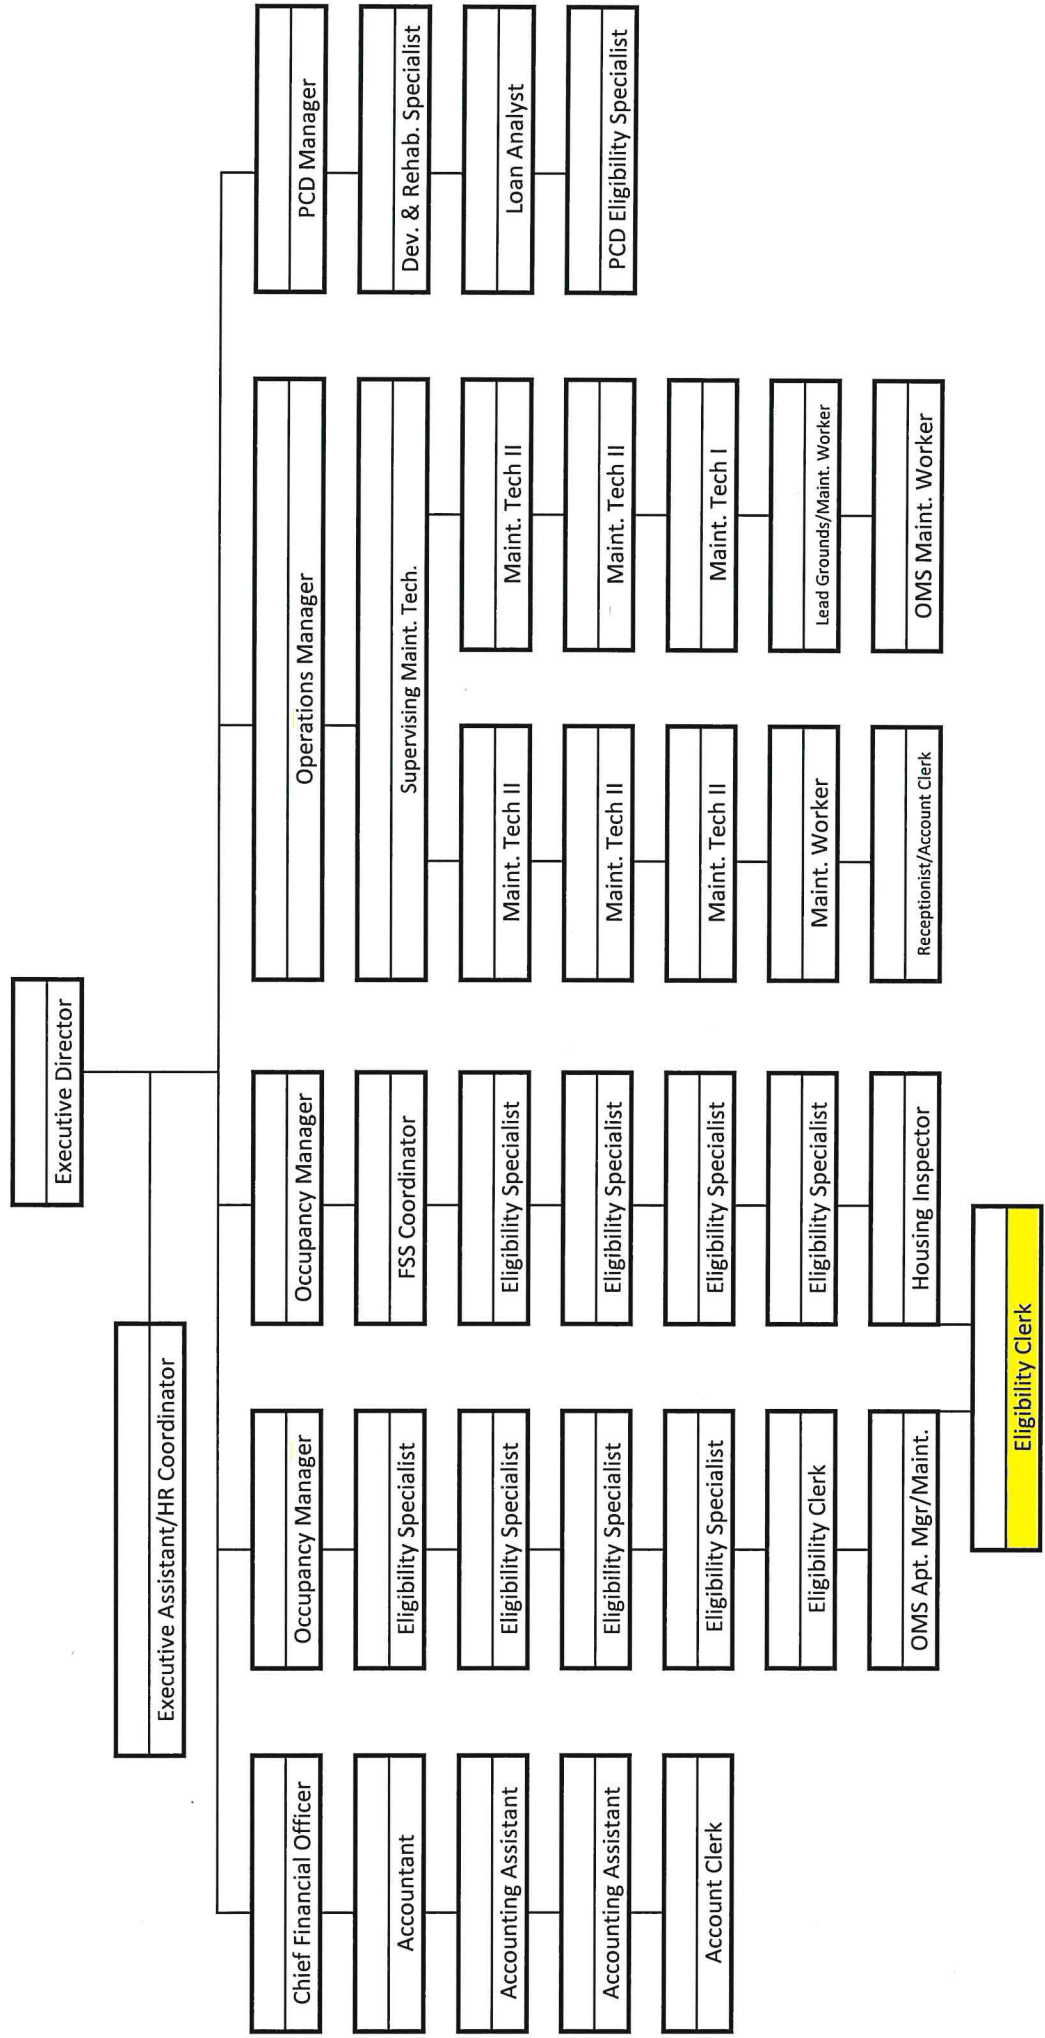 Executive Director
Executive Assistant/HR Coordinator
Chief Financial Officer
Accountant
Accounting Assistant
Accounting Assistant
Account Clerk
Occupancy Manager
Eligibility Specialist
Eligibility Specialist
Eligibility Specialist
Eligibility Specialist
Eligibility Clerk
OMS Apt. Mgr/Maint.
Occupancy Manager
FSS Coordinator
Eligibility Specialist
Eligibility Specialist
Eligibility Specialist
Eligibility Specialist
Housing Inspector
Eligibility Clerk
Operations Manager
Supervising Maint. Tech.
Maint. Tech II
Maint. Tech II
Maint. Tech II
Maint. Worker
Receptionist/Account Clerk
Maint. Tech II
Maint. Tech II
Maint. Tech I
Lead Grounds/Maint. Worker
OMS Maint. Worker
PCD Manager
Dev. & Rehab. Specialist
Loan Analyst
PCD Eligibility Specialist